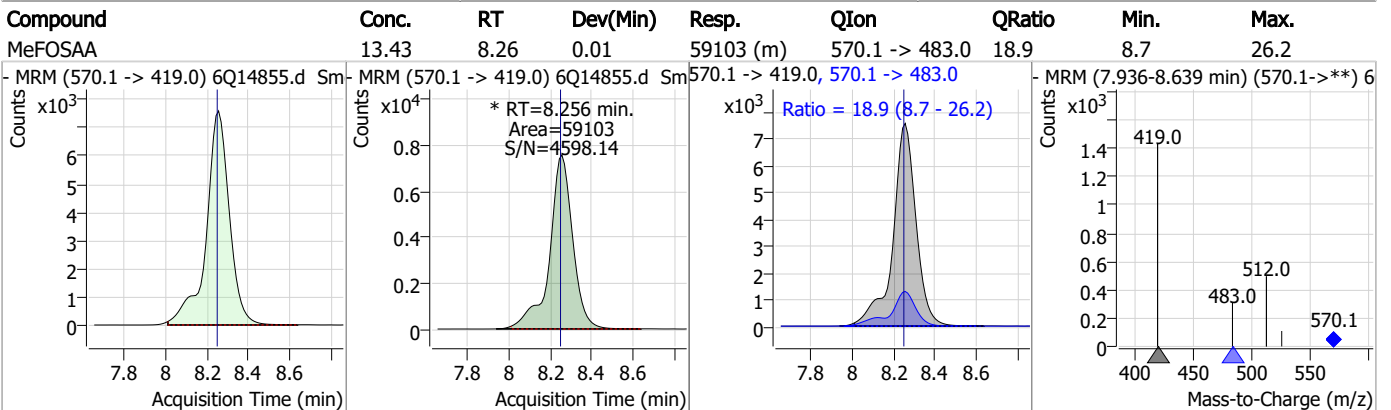 Compound Conc. RT Dev(Min) Resp. QIon QRatio Min. Max.
MeFOSAA 13.43 8.26 0.01 59103 (m) 570.1 -> 483.0 18.9 8.7 26.2
- MRM (570.1 -> 419.0) 6Q14855.d Sm
Counts
x10³
6
5
4
3
2
1
0
7.8 8 8.2 8.4 8.6
Acquisition Time (min)
- MRM (570.1 -> 419.0) 6Q14855.d Sm
Counts
x10⁴
* RT=8.256 min.
Area=59103
S/N=4598.14
0.8
0.6
0.4
0.2
0
7.8 8 8.2 8.4 8.6
Acquisition Time (min)
570.1 -> 419.0, 570.1 -> 483.0
Counts
x10³
Ratio = 18.9 (8.7 - 26.2)
7
6
5
4
3
2
1
0
7.8 8 8.2 8.4 8.6
Acquisition Time (min)
- MRM (7.936-8.639 min) (570.1->**) 6
Counts
x10³
1.4
1.2
1
0.8
0.6
0.4
0.2
0
419.0
512.0
483.0
570.1
400 450 500 550
Mass-to-Charge (m/z)